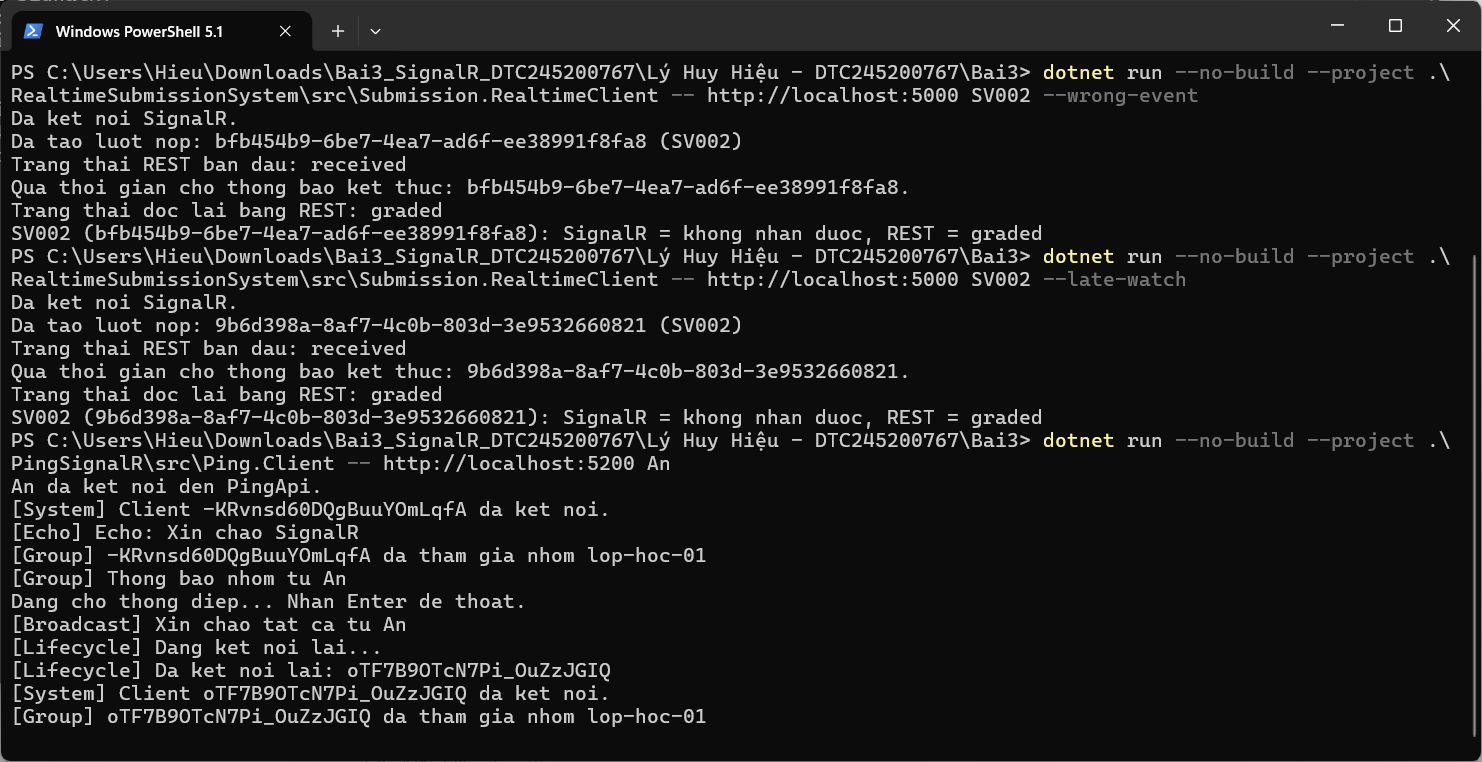 Windows PowerShell 5.1
PS C:\Users\Hieu\Downloads\Bai3_SignalR_DTC245200767\Lý Huy Hiệu - DTC245200767\Bai3> dotnet run --no-build --project .\
RealtimeSubmissionSystem\src\Submission.RealtimeClient -- http://localhost:5000 SV002 --wrong-event
Da ket noi SignalR.
Da tao luot nop: bfb454b9-6be7-4ea7-ad6f-ee38991f8fa8 (SV002)
Trang thai REST ban dau: received
Qua thoi gian cho thong bao ket thuc: bfb454b9-6be7-4ea7-ad6f-ee38991f8fa8.
Trang thai doc lai bang REST: graded
SV002 (bfb454b9-6be7-4ea7-ad6f-ee38991f8fa8): SignalR = khong nhan duoc, REST = graded
PS C:\Users\Hieu\Downloads\Bai3_SignalR_DTC245200767\Lý Huy Hiệu - DTC245200767\Bai3> dotnet run --no-build --project .\
RealtimeSubmissionSystem\src\Submission.RealtimeClient -- http://localhost:5000 SV002 --late-watch
Da ket noi SignalR.
Da tao luot nop: 9b6d398a-8af7-4c0b-803d-3e9532660821 (SV002)
Trang thai REST ban dau: received
Qua thoi gian cho thong bao ket thuc: 9b6d398a-8af7-4c0b-803d-3e9532660821.
Trang thai doc lai bang REST: graded
SV002 (9b6d398a-8af7-4c0b-803d-3e9532660821): SignalR = khong nhan duoc, REST = graded
PS C:\Users\Hieu\Downloads\Bai3_SignalR_DTC245200767\Lý Huy Hiệu - DTC245200767\Bai3> dotnet run --no-build --project .\
PingSignalR\src\Ping.Client -- http://localhost:5200 An
An da ket noi den PingApi.
[System] Client -KRvnsd60DQgBuuYOmLqfA da ket noi.
[Echo] Echo: Xin chao SignalR
[Group] -KRvnsd60DQgBuuYOmLqfA da tham gia nhom lop-hoc-01
[Group] Thong bao nhom tu An
Dang cho thong diep... Nhan Enter de thoat.
[Broadcast] Xin chao tat ca tu An
[Lifecycle] Dang ket noi lai...
[Lifecycle] Da ket noi lai: oTF7B9OTcN7Pi_OuZzJGIQ
[System] Client oTF7B9OTcN7Pi_OuZzJGIQ da ket noi.
[Group] oTF7B9OTcN7Pi_OuZzJGIQ da tham gia nhom lop-hoc-01